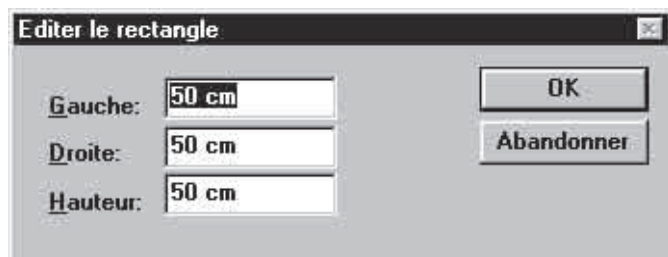 Editer le rectangle
Gauche: 50 cm
OK
Droite: 50 cm
Abandonner
Hauteur: 50 cm